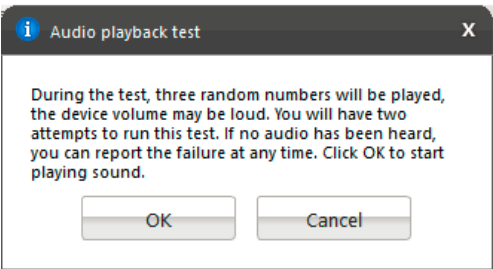 Audio playback test
X
During the test, three random numbers will be played,
the device volume may be loud. You will have two
attempts to run this test. If no audio has been heard,
you can report the failure at any time. Click OK to start
playing sound.
OK
Cancel